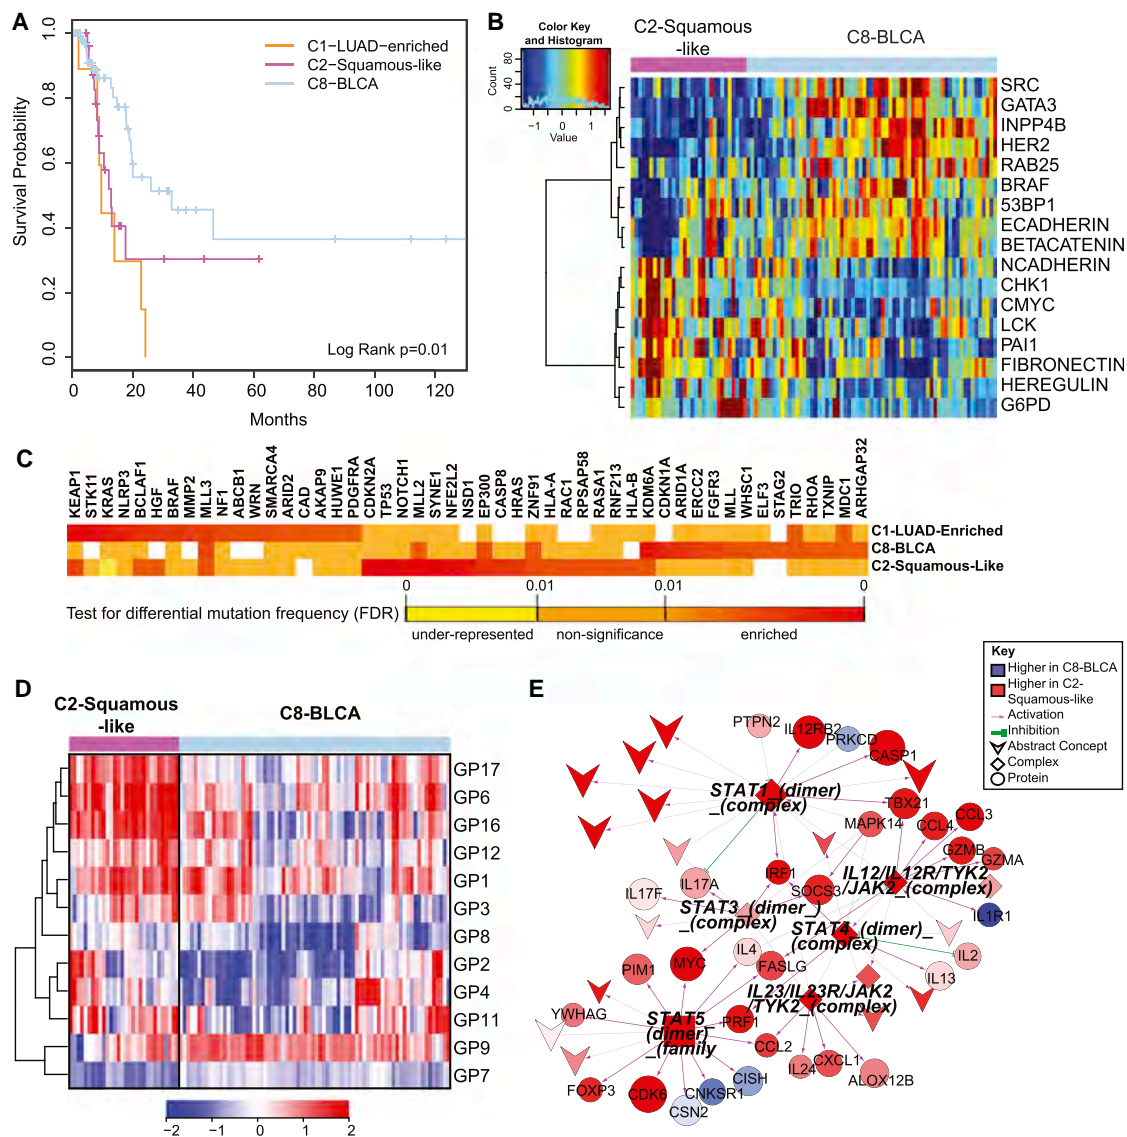 A
1.0
0.8
0.6
0.4
0.2
0.0
Survival Probability
C1−LUAD−enriched
C2−Squamous−like
C8−BLCA
Log Rank p=0.01
0 20 40 60 80 100 120
Months
B
Color Key
and Histogram
Count
0 40 80
−1 0 1
Value
C2-Squamous
-like
C8-BLCA
SRC
GATA3
INPP4B
HER2
RAB25
BRAF
53BP1
ECADHERIN
BETACATENIN
NCADHERIN
CHK1
CMYC
LCK
PAI1
FIBRONECTIN
HEREGULIN
G6PD
C
KEAP1
STK11
KRAS
NLRP3
BCLAF1
HGF
BRAF
MMP2
MLL3
NF1
ABCB1
WRN
SMARCA4
ARID2
CAD
AKAP9
HUWE1
PDGFRA
CDKN2A
TP53
NOTCH1
MLL2
SYNE1
NFE2L2
NSD1
EP300
CASP8
HRAS
ZNF91
HLA-A
RAC1
RPSAP58
RASA1
RNF213
HLA-B
KDM6A
CDKN1A
ARID1A
ERCC2
FGFR3
MLL
WHSC1
ELF3
STAG2
TRIO
RHOA
TXNIP
MDC1
ARHGAP32
C1-LUAD-Enriched
C8-BLCA
C2-Squamous-Like
0 0.01 0.01 0
Test for differential mutation frequency (FDR)
under-represented non-significance enriched
D
C2-Squamous
-like
C8-BLCA
GP17
GP6
GP16
GP12
GP1
GP3
GP8
GP2
GP4
GP11
GP9
GP7
−2 −1 0 1 2
E
Key
Higher in C8-BLCA
Higher in C2-
Squamous-like
Activation
Inhibition
Abstract Concept
Complex
Protein
PTPN2
IL12RB2
PRKCD
CASP1
STAT1_(dimer)
_(complex)
TBX21
MAPK14
CCL4
CCL3
GZMB
GZMA
IRF1
IL17A
IL17F
SOCS3
IL12/IL12R/TYK2
/JAK2_(complex)
IL1R1
STAT3_(dimer_)
(complex)
STAT4_(dimer)_
(complex)
IL4
IL2
IL13
PIM1
MYC
FASLG
IL23/IL23R/JAK2
/TYK2_(complex)
YWHAG
STAT5
(dimer)_
_(family
PRF1
CCL2
IL24
CXCL1
ALOX12B
FOXP3
CDK6
CNKSR1
CISH
CSN2